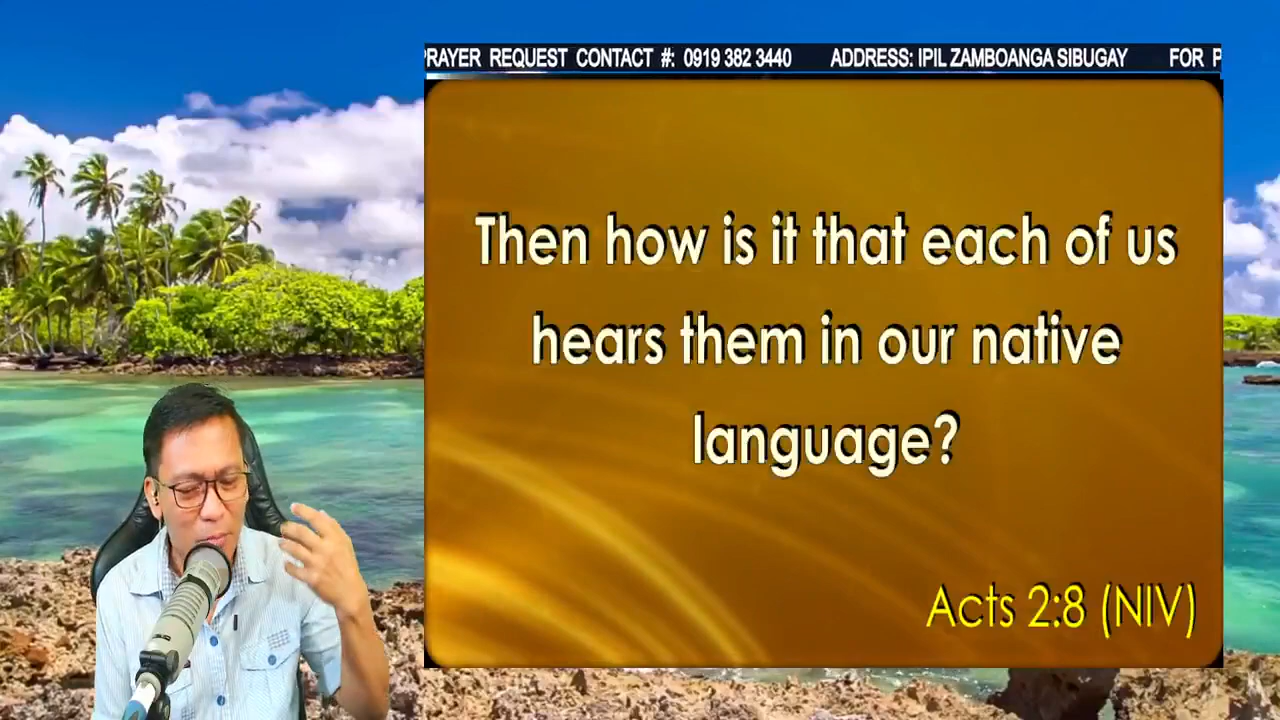 PRAYER REQUEST CONTACT #: 0919 382 3440 ADDRESS: IPIL ZAMBOANGA SIBUGAY FOR P
Then how is it that each of us
hears them in our native
language?
Acts 2:8 (NIV)